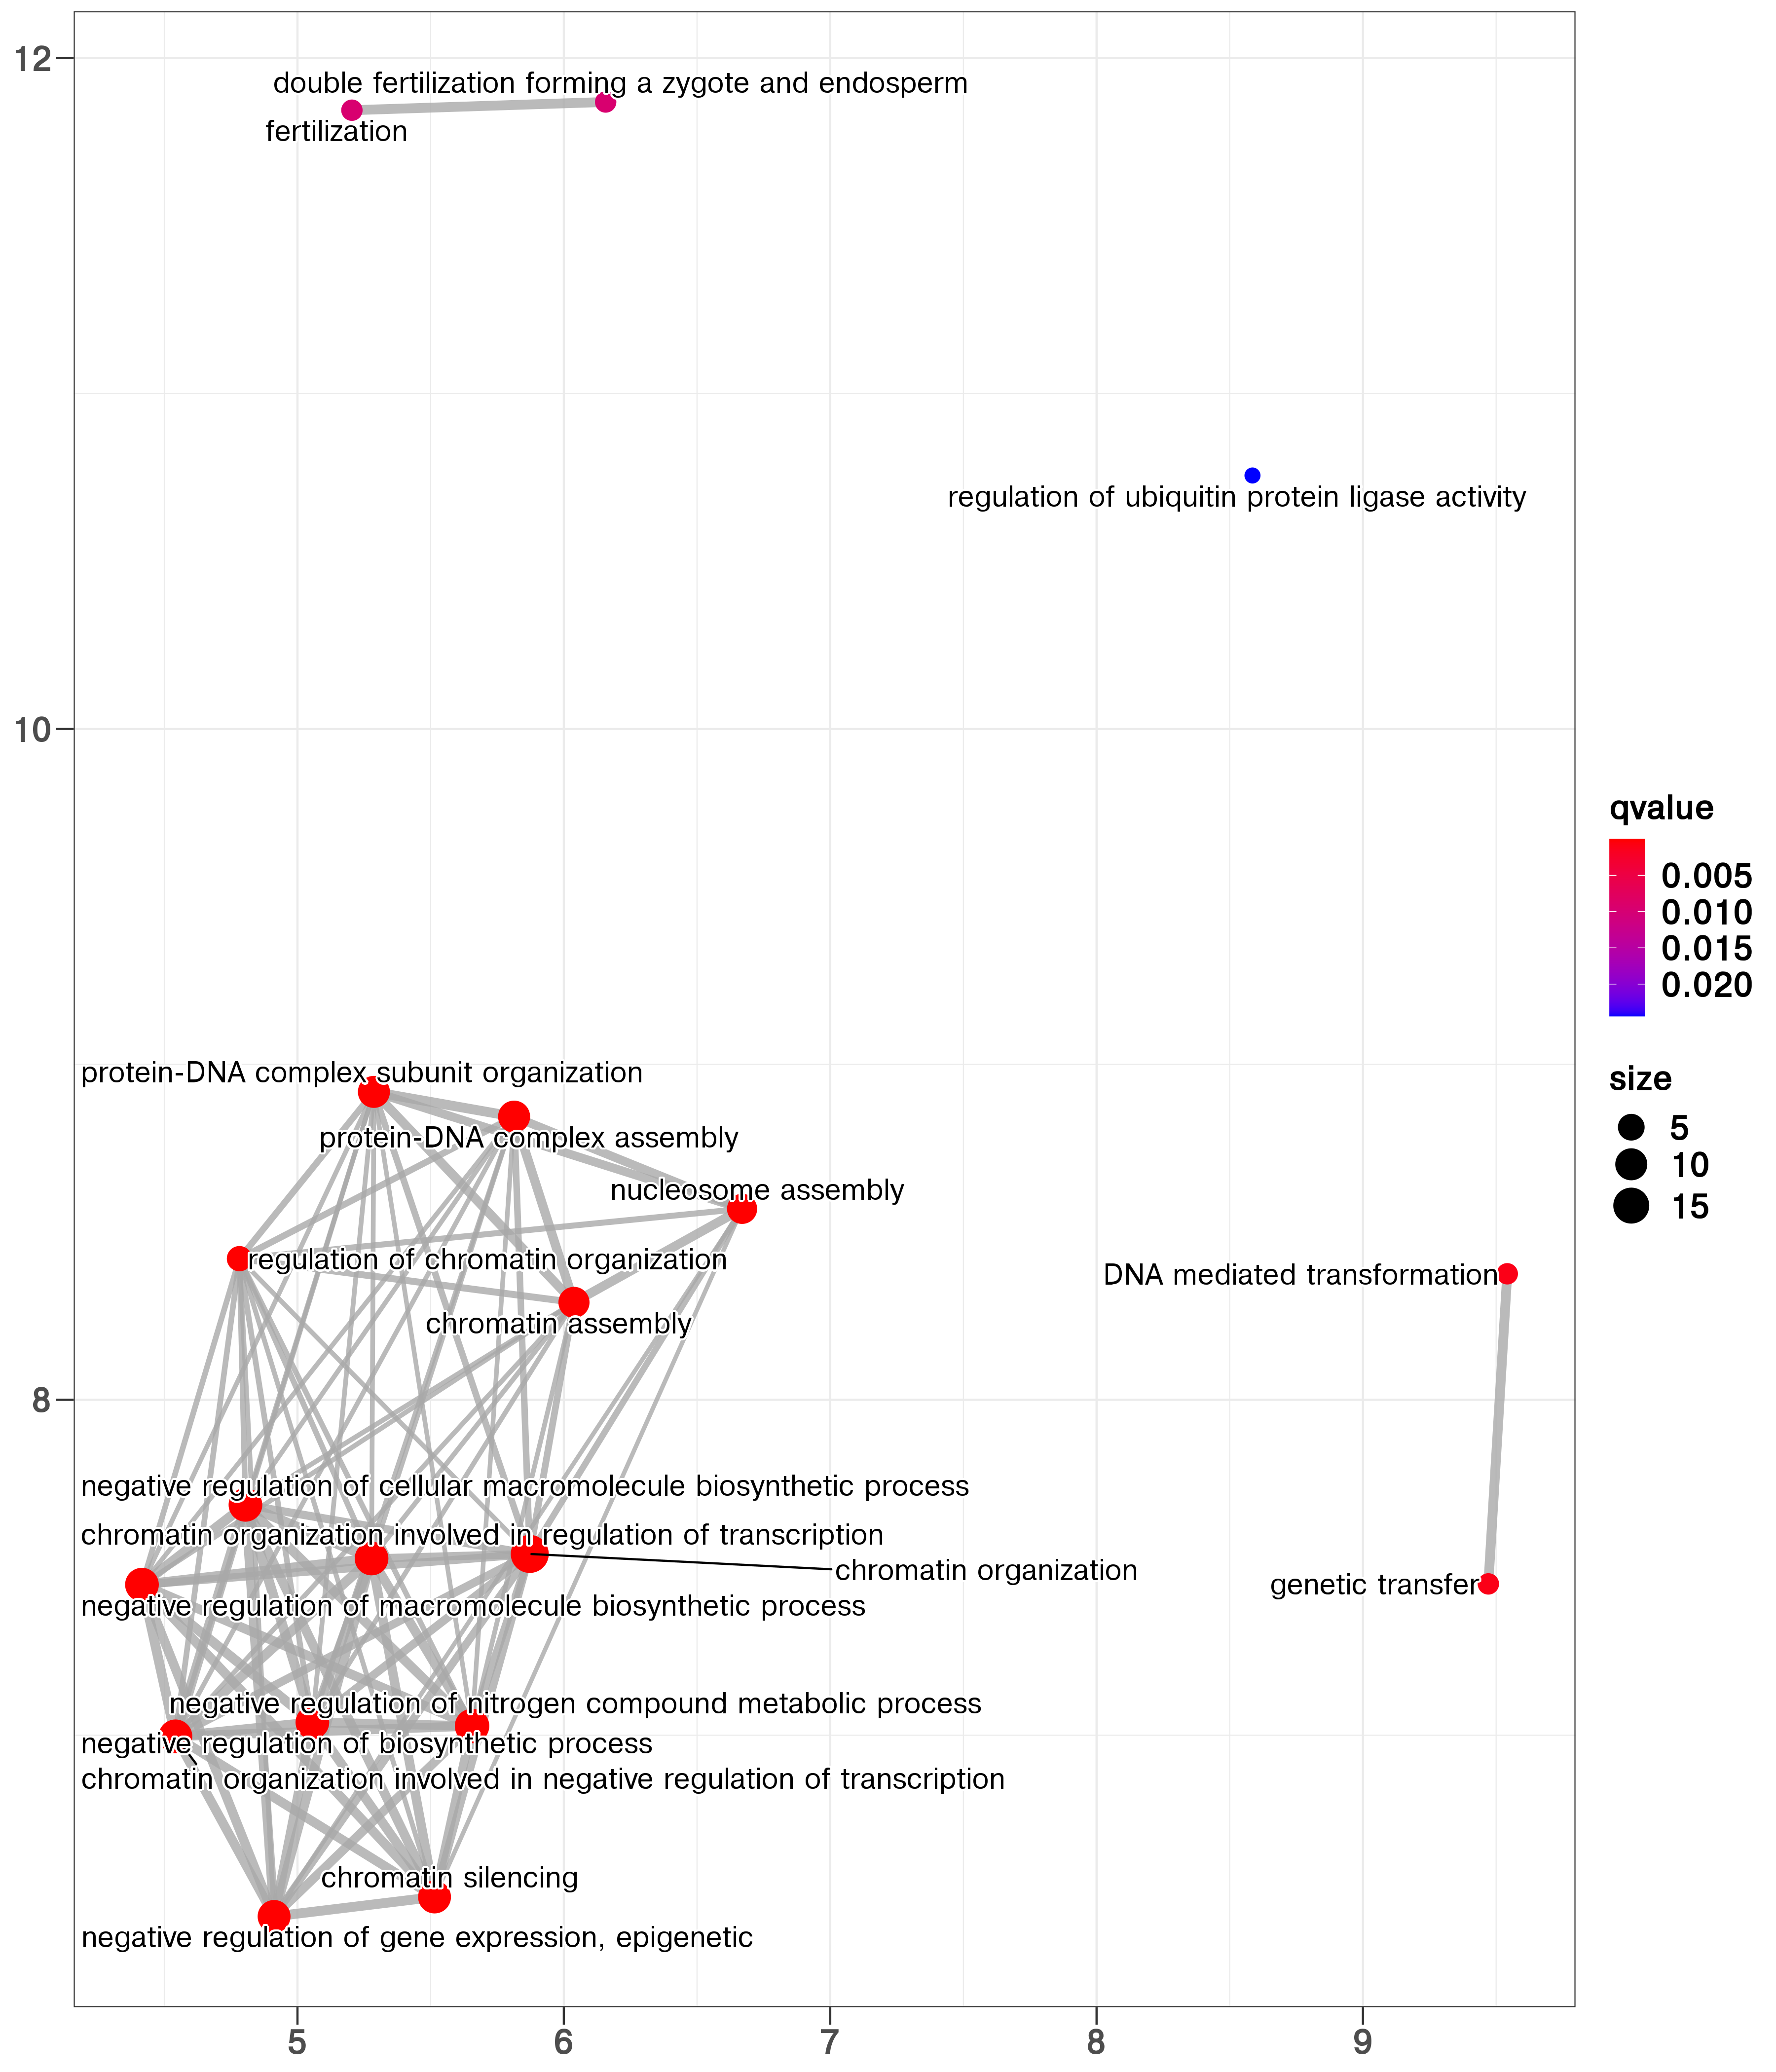 12
double fertilization forming a zygote and endosperm
fertilization
regulation of ubiquitin protein ligase activity
10
qvalue
0.005
0.010
0.015
0.020
size
5
10
15
protein-DNA complex subunit organization
protein-DNA complex assembly
nucleosome assembly
regulation of chromatin organization
DNA mediated transformation
chromatin assembly
8
negative regulation of cellular macromolecule biosynthetic process
chromatin organization involved in regulation of transcription
chromatin organization
genetic transfer
negative regulation of macromolecule biosynthetic process
negative regulation of nitrogen compound metabolic process
negative regulation of biosynthetic process
chromatin organization involved in negative regulation of transcription
chromatin silencing
negative regulation of gene expression, epigenetic
5 6 7 8 9